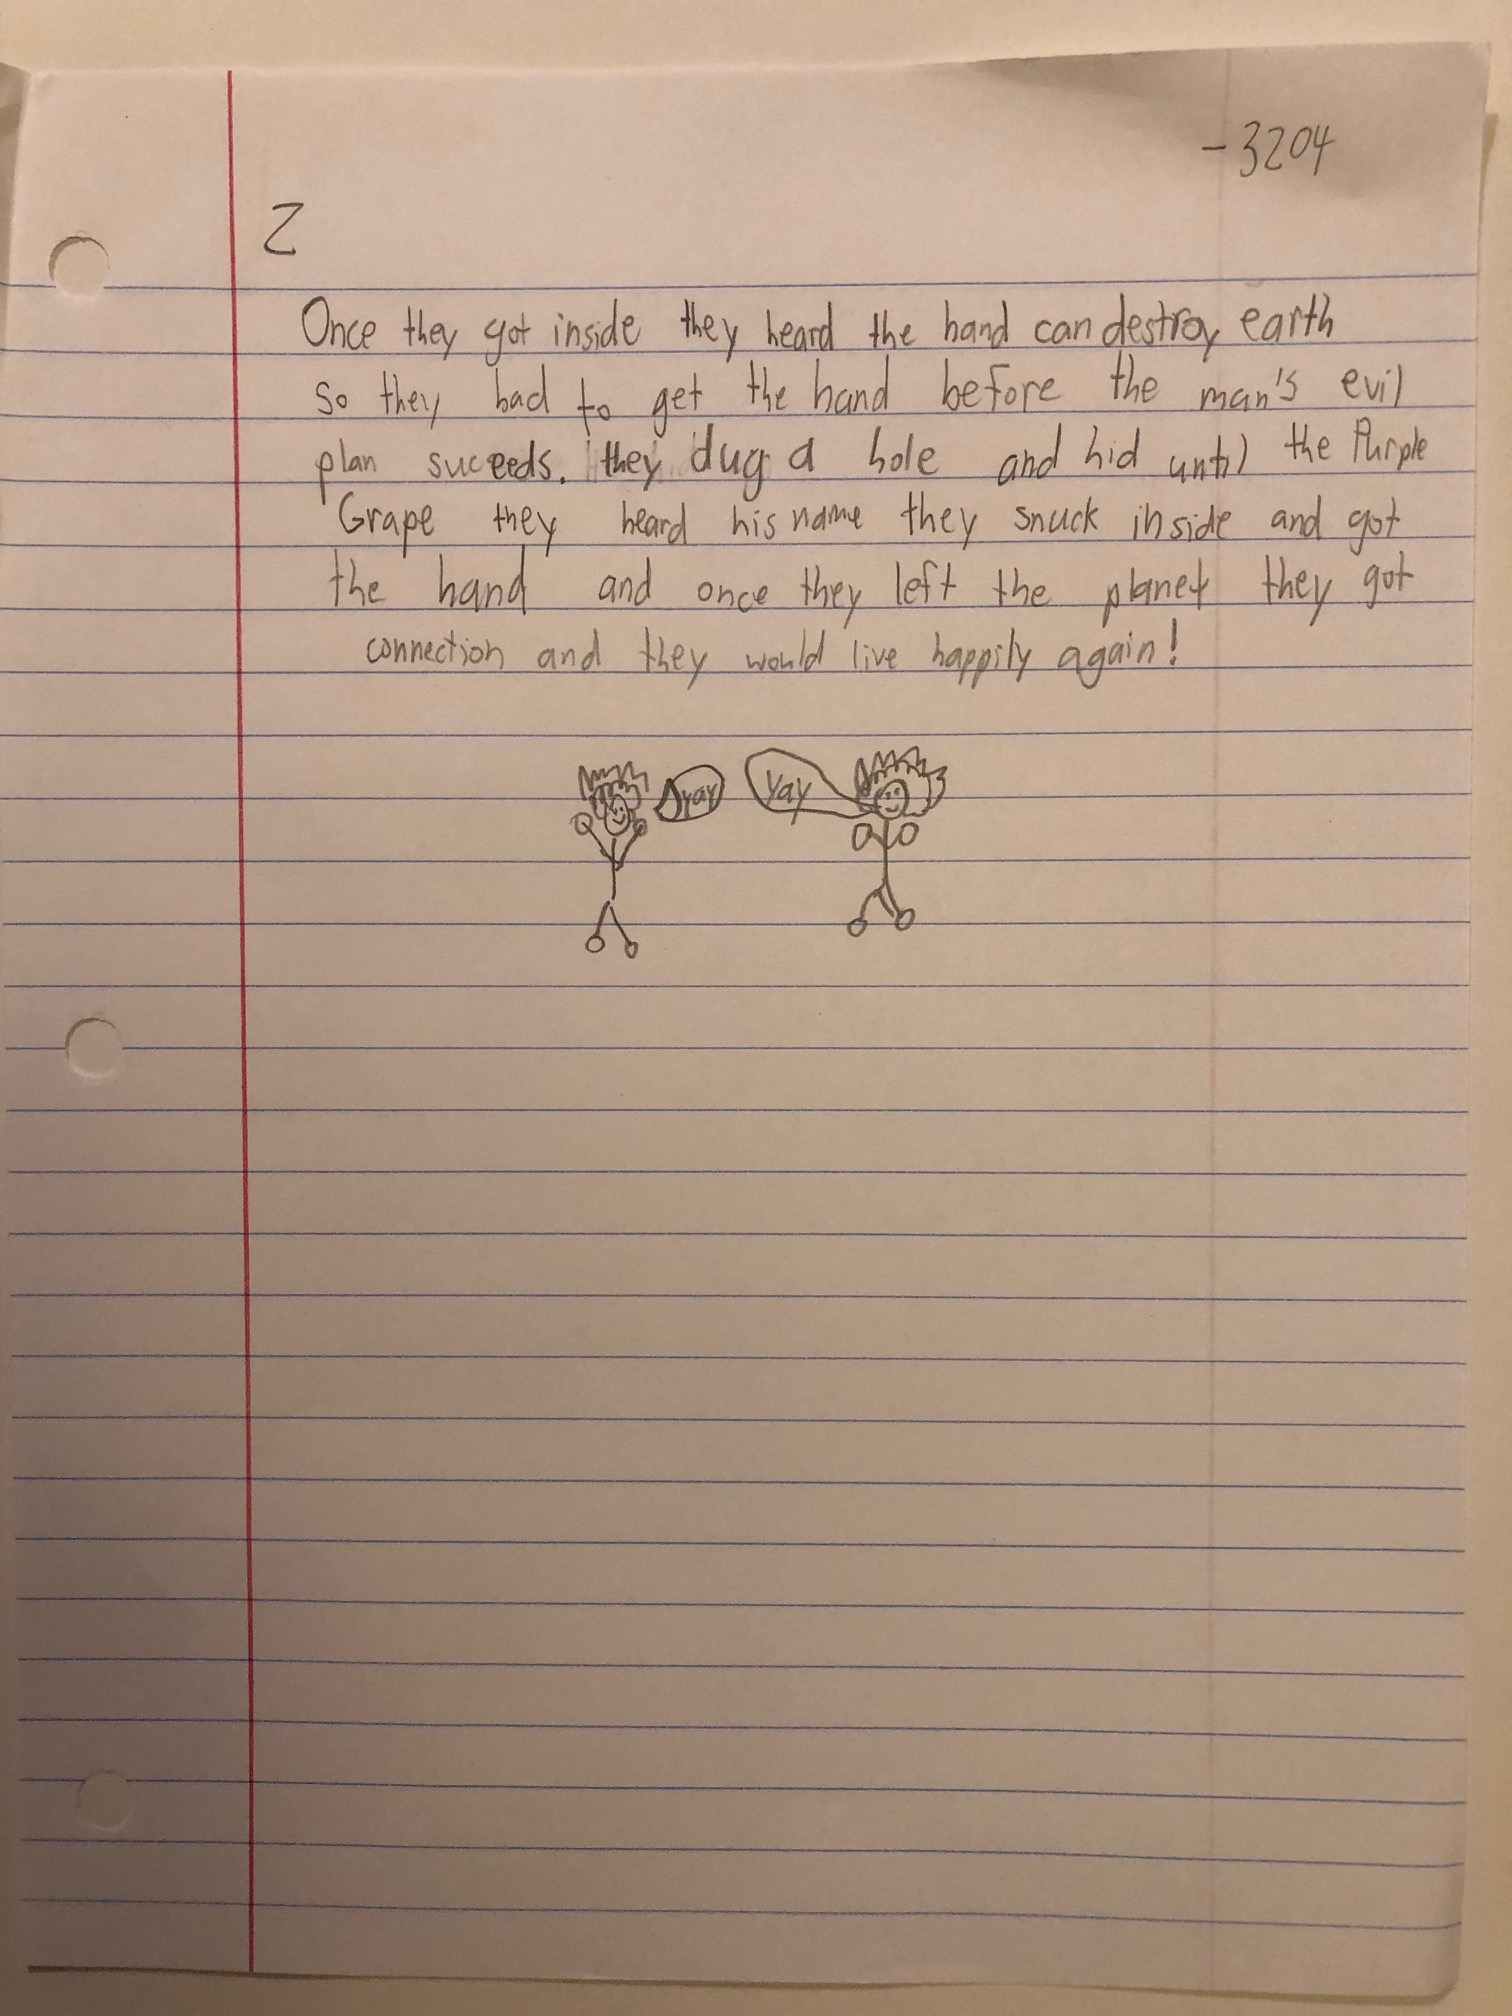 -3204
2
Once they got inside they heard the hand can destroy earth
so they had to get the hand before the man's evil
plan suceeds. they dug a hole and hid until the Purple
Grape they heard his name they snuck inside and got
the hand and once they left the planet they got
connection and they would live happily again!
yay Yay